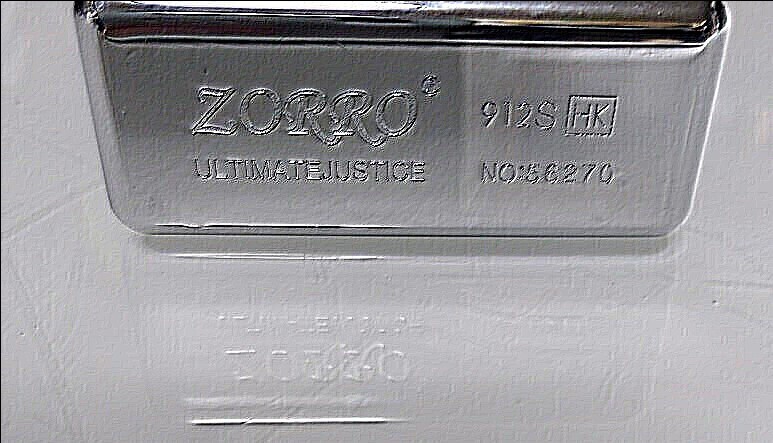 ZORRO® 912S HK
ULTIMATEJUSTICE NO:56270